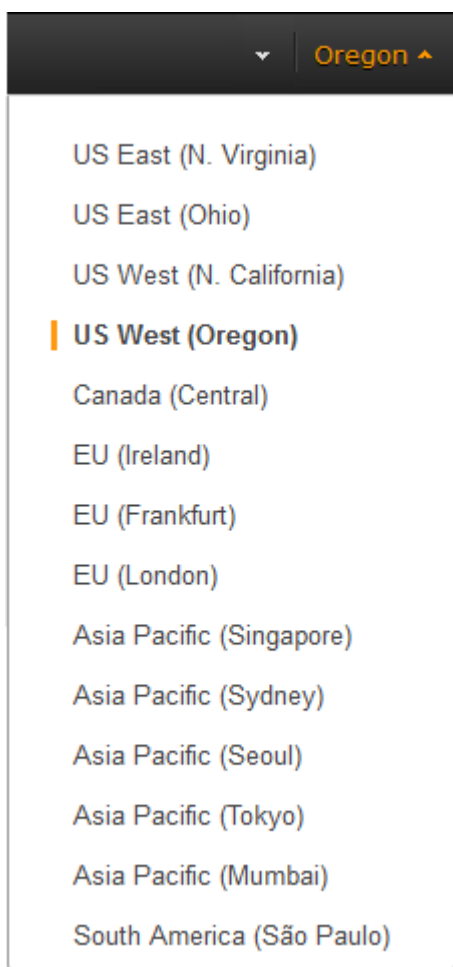 Oregon
US East (N. Virginia)
US East (Ohio)
US West (N. California)
US West (Oregon)
Canada (Central)
EU (Ireland)
EU (Frankfurt)
EU (London)
Asia Pacific (Singapore)
Asia Pacific (Sydney)
Asia Pacific (Seoul)
Asia Pacific (Tokyo)
Asia Pacific (Mumbai)
South America (São Paulo)